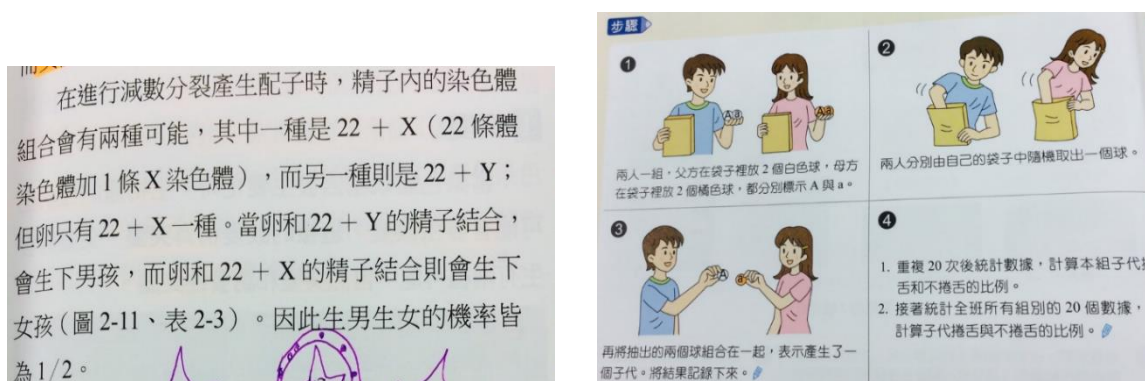 在進行減數分裂產生配子時，精子內的染色體
組合會有兩種可能，其中一種是 22 + X（22 條體
染色體加 1 條 X 染色體），而另一種則是 22 + Y；
但卵只有 22 + X 一種。當卵和 22 + Y 的精子結合，
會生下男孩，而卵和 22 + X 的精子結合則會生下
女孩（圖 2-11、表 2-3）。因此生男生女的機率皆
為 1/2。
步驟
1
A a
A a
兩人一組，父方在袋子裡放 2 個白色球，母方
在袋子裡放 2 個橘色球，都分別標示 A 與 a。
2
兩人分別由自己的袋子中隨機取出一個球。
3
A
a
再將抽出的兩個球組合在一起，表示產生了一
個子代。將結果記錄下來。
4
1. 重複 20 次後統計數據，計算本組子代
舌和不捲舌的比例。
2. 接著統計全班所有組別的 20 個數據，
計算子代捲舌與不捲舌的比例。